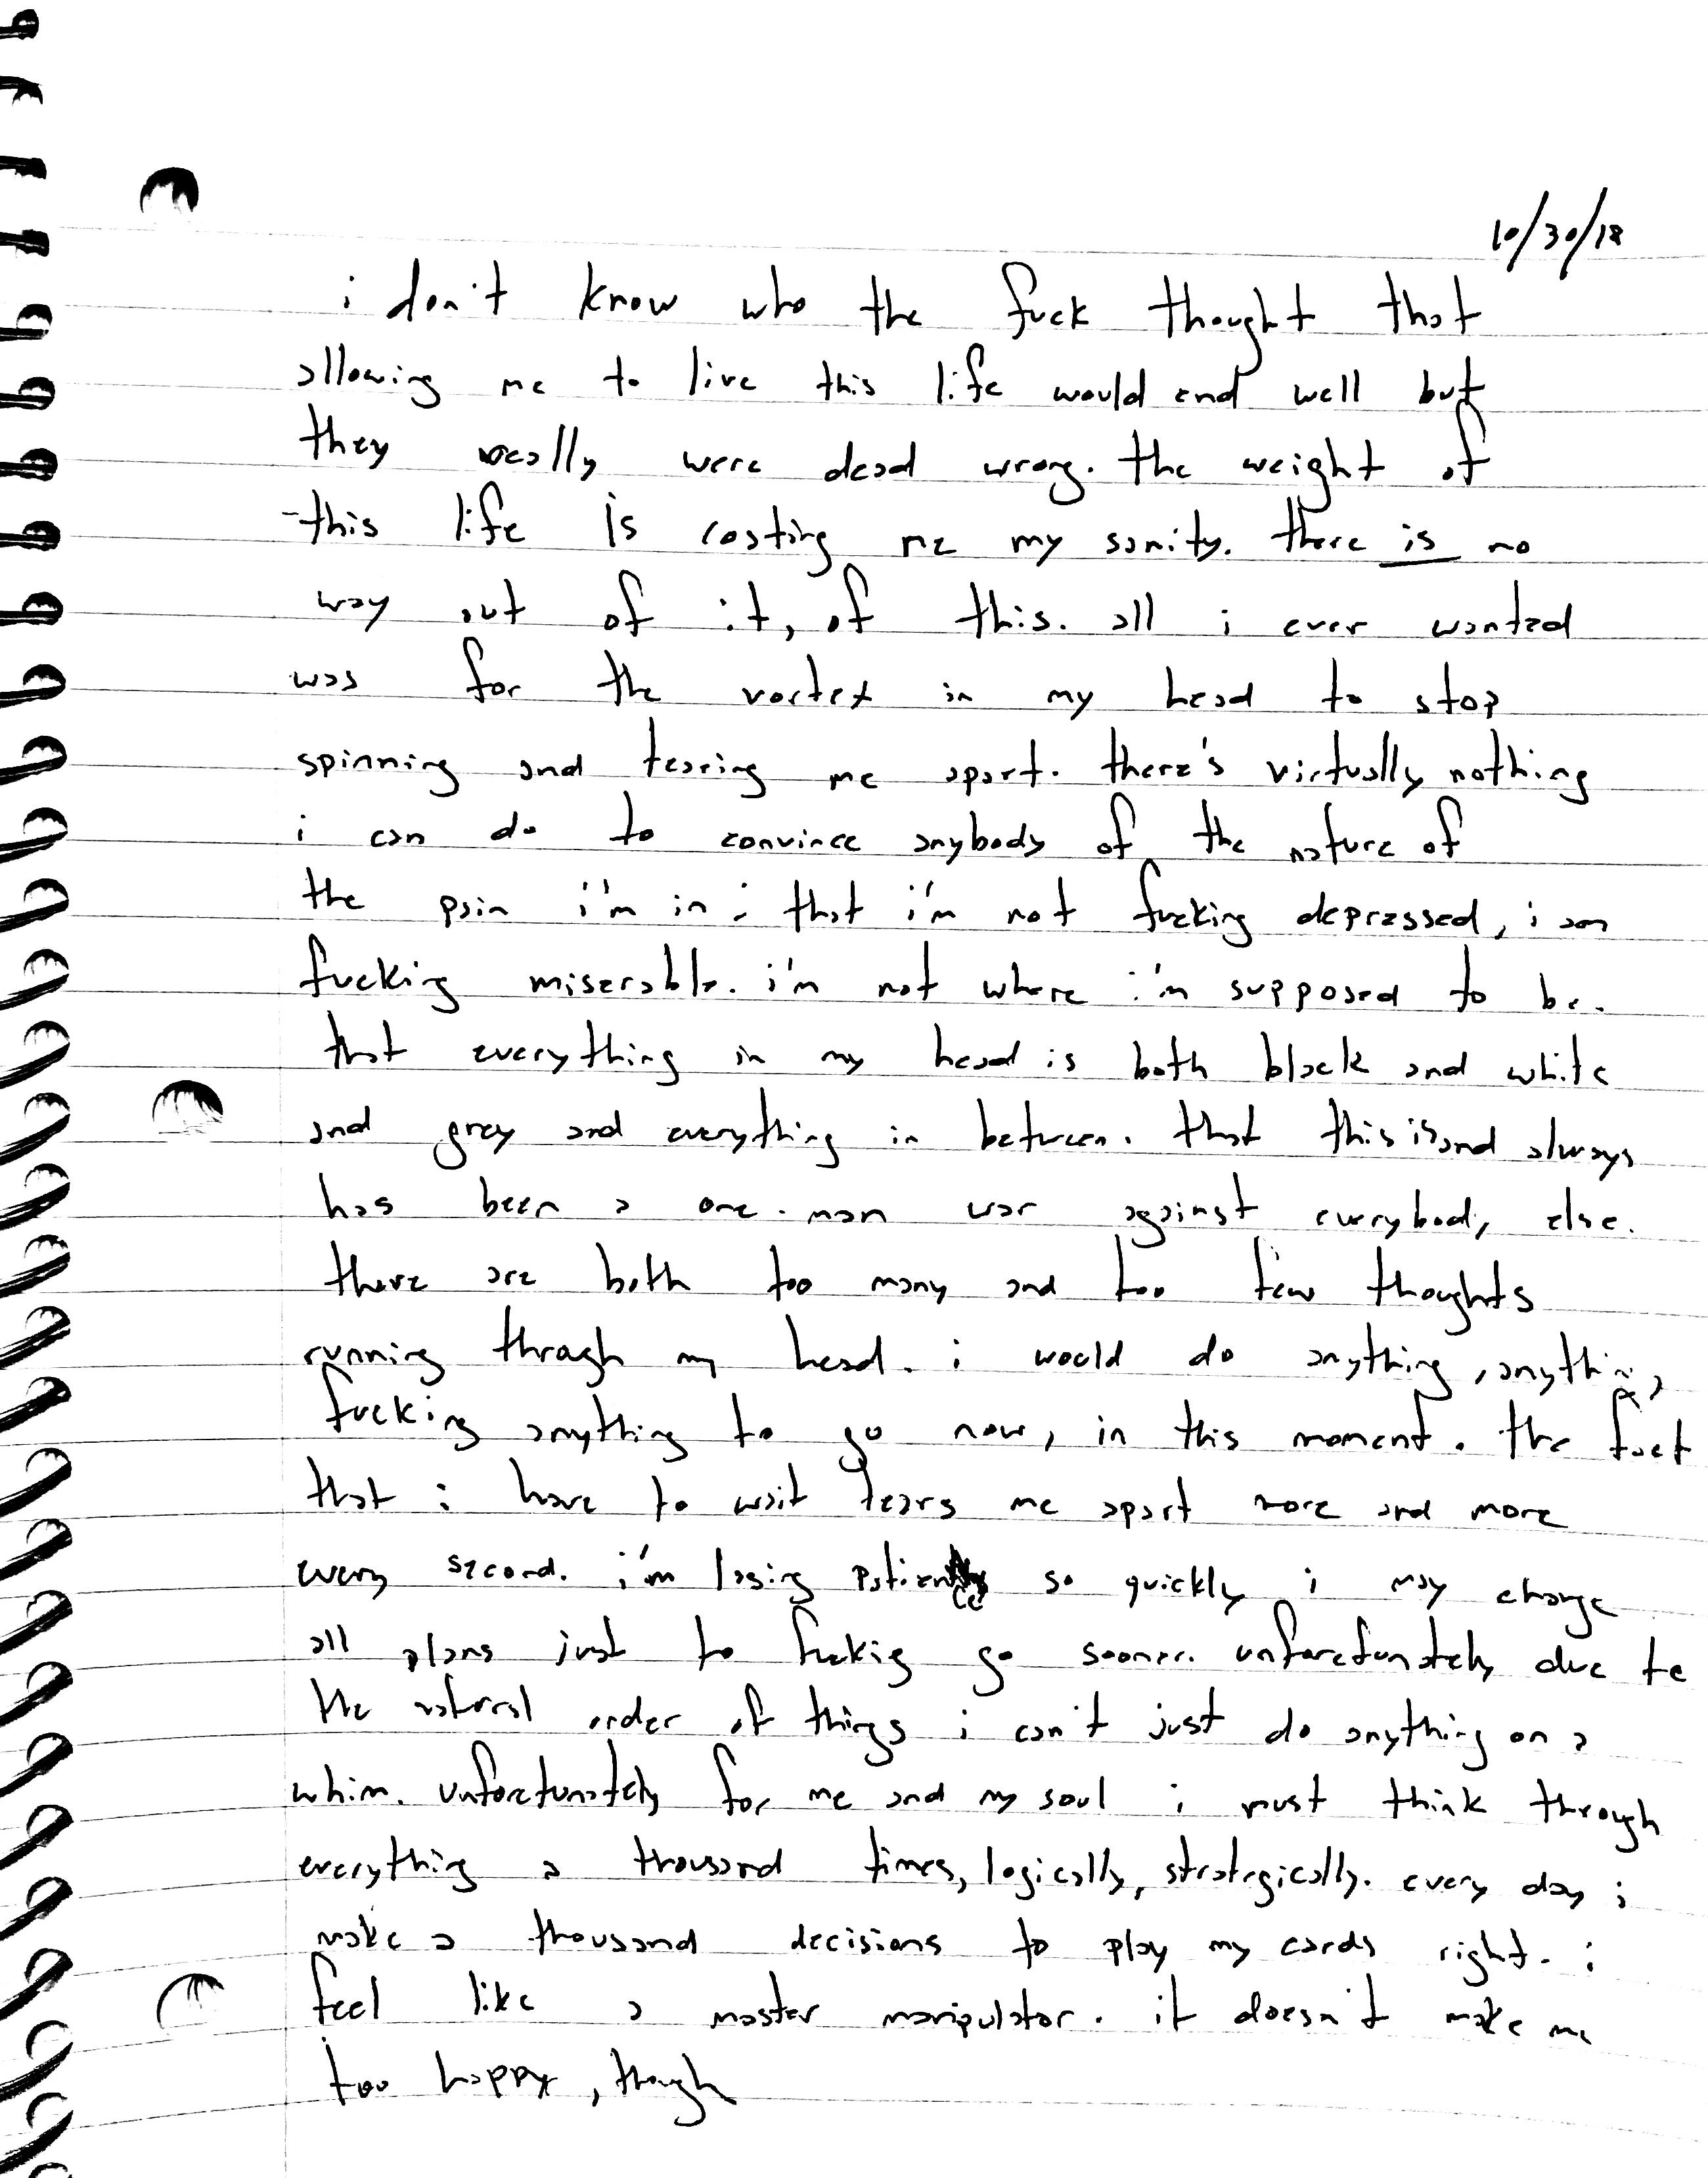 10/30/18
i don't know who the fuck thought that
allowing me to live this life would end well but
they really were dead wrong. the weight of
this life is costing me my sanity. there is no
way out of it, of this. all i ever wanted
was for the vortex in my head to stop
spinning and tearing me apart. there's virtually nothing
i can do to convince anybody of the nature of
the pain i'm in: that i'm not fucking depressed, i am
fucking miserable. i'm not where i'm supposed to be.
that everything in my head is both black and white
and grey and everything in between. that this is and always
has been a one-man war against everybody else.
there are both too many and too few thoughts
running through my head. i would do anything, anything,
fucking anything to go now, in this moment. the fact
that i have to wait tears me apart more and more
every second. i'm losing patience so quickly i may change
all plans just to fucking go sooner. unforetunately due to
the natural order of things i can't just do anything on a
whim. unforetunately for me and my soul i must think through
everything a thousand times, logically, strategically. every day i
make a thousand decisions to play my cards right. i
feel like a master manipulator. it doesn't make me
too happy, though